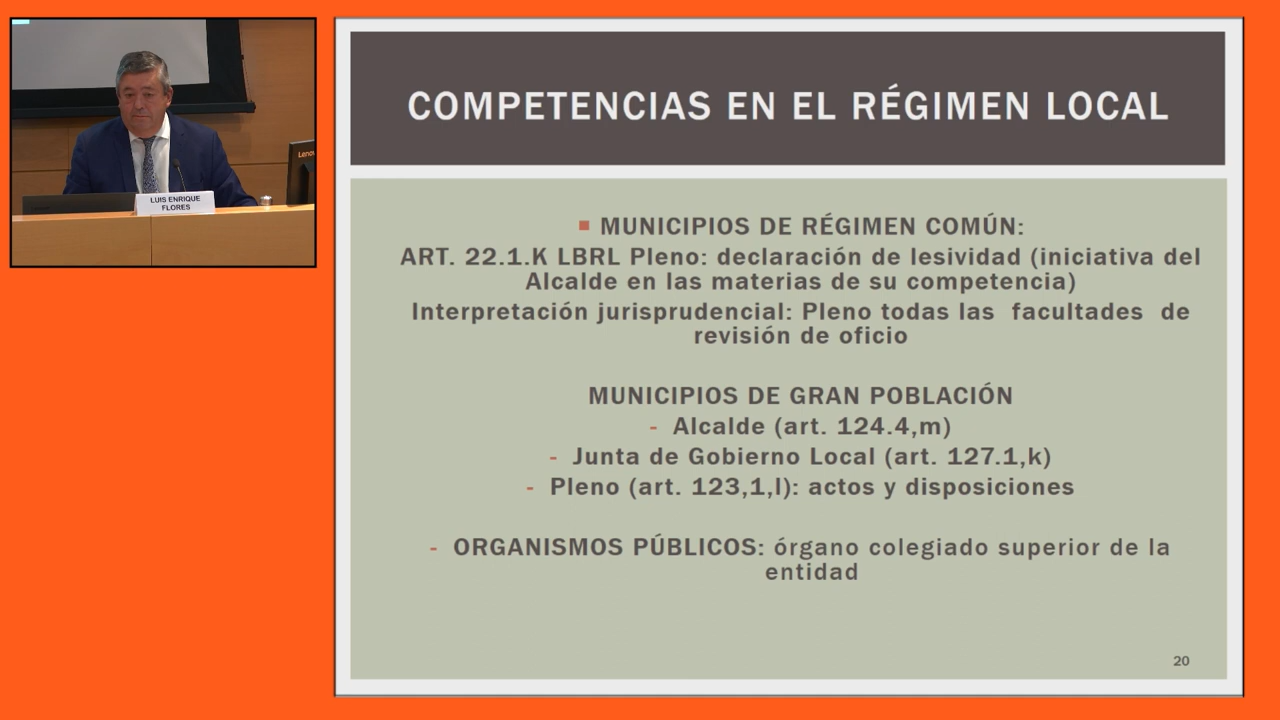 Leno
LUIS ENRIQUE
FLORES
COMPETENCIAS EN EL RÉGIMEN LOCAL
▪ MUNICIPIOS DE RÉGIMEN COMÚN:
ART. 22.1.K LBRL Pleno: declaración de lesividad (iniciativa del
Alcalde en las materias de su competencia)
Interpretación jurisprudencial: Pleno todas las facultades de
revisión de oficio
MUNICIPIOS DE GRAN POBLACIÓN
- Alcalde (art. 124.4,m)
- Junta de Gobierno Local (art. 127.1,k)
- Pleno (art. 123,1,l): actos y disposiciones
- ORGANISMOS PÚBLICOS: órgano colegiado superior de la
entidad
20